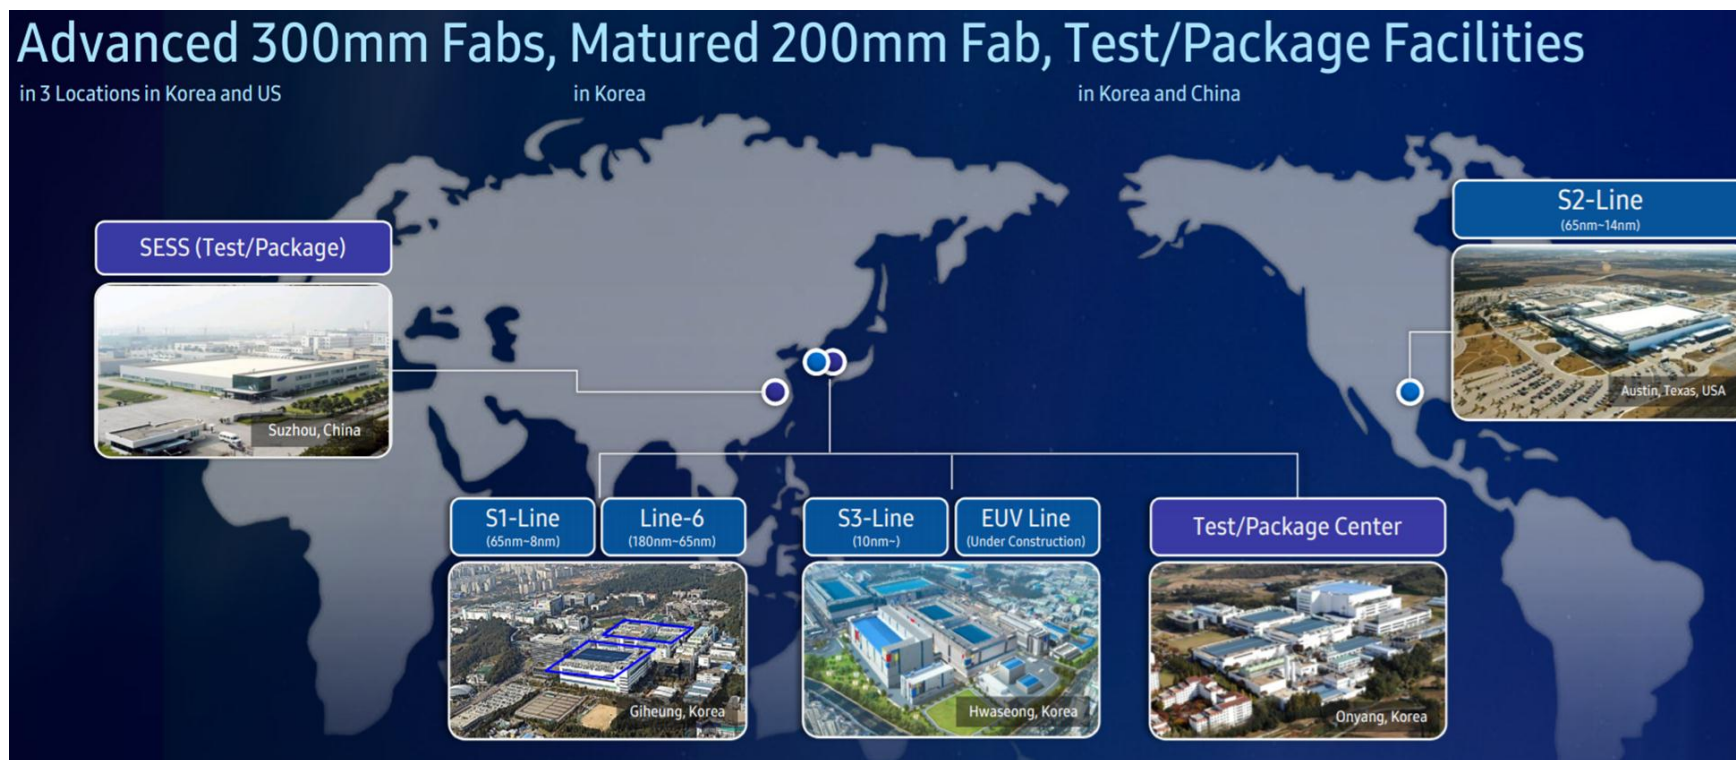 Advanced 300mm Fabs, Matured 200mm Fab, Test/Package Facilities
in 3 Locations in Korea and US
in Korea
in Korea and China
SESS (Test/Package)
Suzhou, China
S2-Line
(65nm~14nm)
Austin, Texas, USA
S1-Line
(65nm~8nm)
Line-6
(180nm~65nm)
Giheung, Korea
S3-Line
(10nm~)
EUV Line
(Under Construction)
Hwaseong, Korea
Test/Package Center
Onyang, Korea